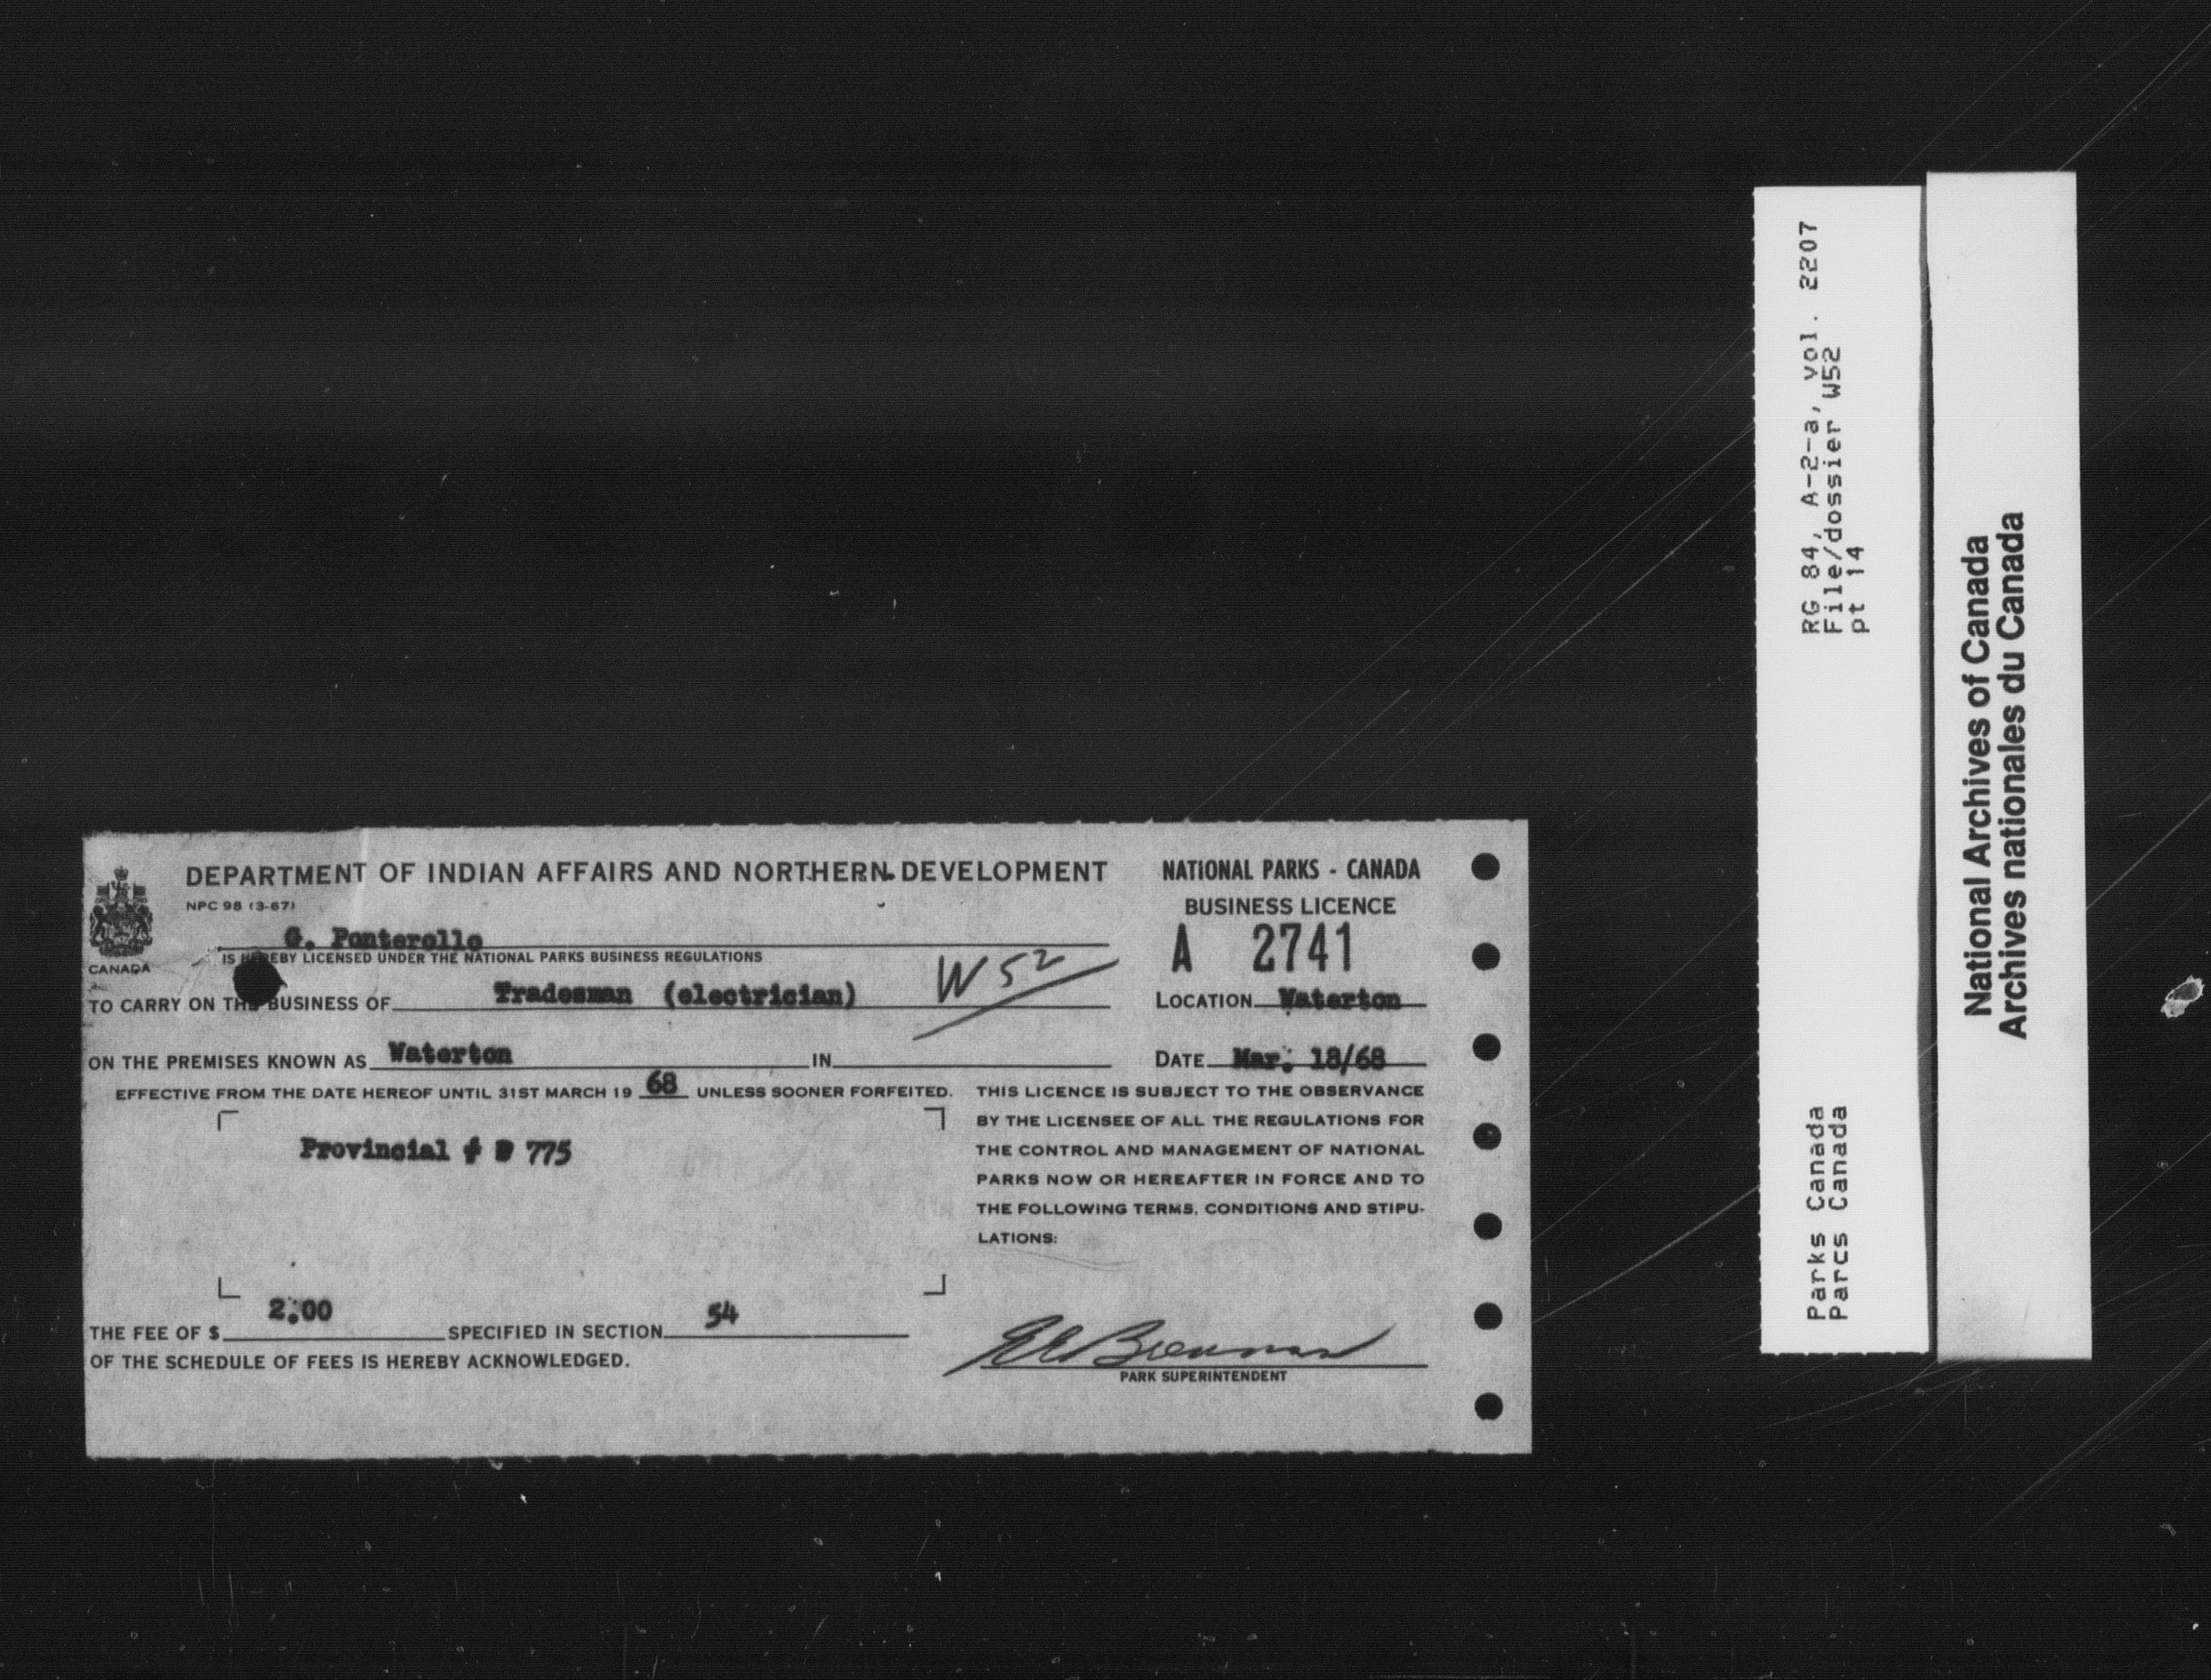 DEPARTMENT OF INDIAN AFFAIRS AND NORTHERN DEVELOPMENT
NPC 98 (3-67)
CANADA
G. Ponterollo
IS HEREBY LICENSED UNDER THE NATIONAL PARKS BUSINESS REGULATIONS
W 52
TO CARRY ON THE BUSINESS OF Tradesman (electrician)
ON THE PREMISES KNOWN AS Waterton IN
EFFECTIVE FROM THE DATE HEREOF UNTIL 31ST MARCH 19 68 UNLESS SOONER FORFEITED.
Provincial # 775
THE FEE OF $ 2.00 SPECIFIED IN SECTION 54
OF THE SCHEDULE OF FEES IS HEREBY ACKNOWLEDGED.
NATIONAL PARKS - CANADA
BUSINESS LICENCE
A 2741
LOCATION Waterton
DATE Mar. 18/68
THIS LICENCE IS SUBJECT TO THE OBSERVANCE
BY THE LICENSEE OF ALL THE REGULATIONS FOR
THE CONTROL AND MANAGEMENT OF NATIONAL
PARKS NOW OR HEREAFTER IN FORCE AND TO
THE FOLLOWING TERMS, CONDITIONS AND STIPU-
LATIONS:
PARK SUPERINTENDENT
RG 84, A-2-a, vol. 2207
File/dossier W52
pt 14
Parks Canada
Parcs Canada
National Archives of Canada
Archives nationales du Canada